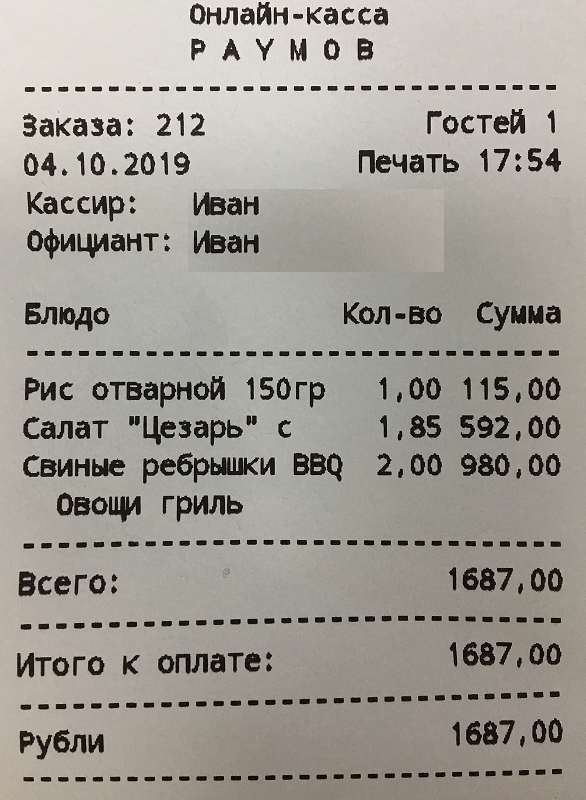 Онлайн-касса
PAYMOB
Заказа: 212 Гостей 1
04.10.2019 Печать 17:54
Кассир: Иван
Официант: Иван
Блюдо Кол-во Сумма
Рис отварной 150гр 1,00 115,00
Салат "Цезарь" с 1,85 592,00
Свиные ребрышки BBQ 2,00 980,00
Овощи гриль
Всего: 1687,00
Итого к оплате: 1687,00
Рубли 1687,00